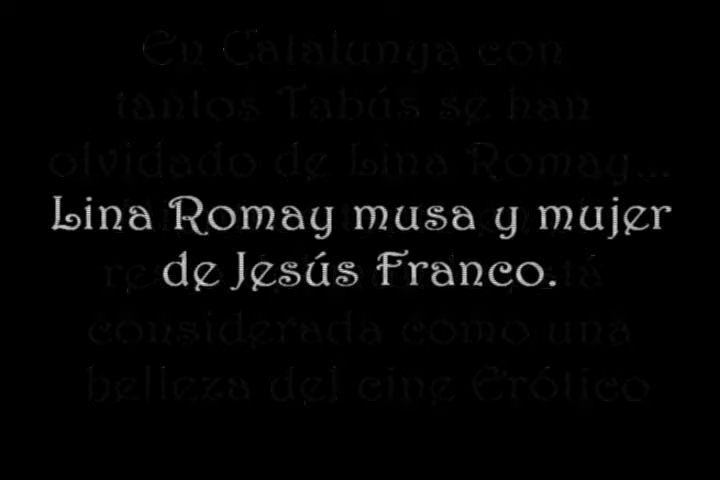 En Catalunya con
tantos Tabús se han
olvidado de Lina Romay...
Lina Romay musa y mujer
de Jesús Franco.
considerada como una
belleza del cine Erótico